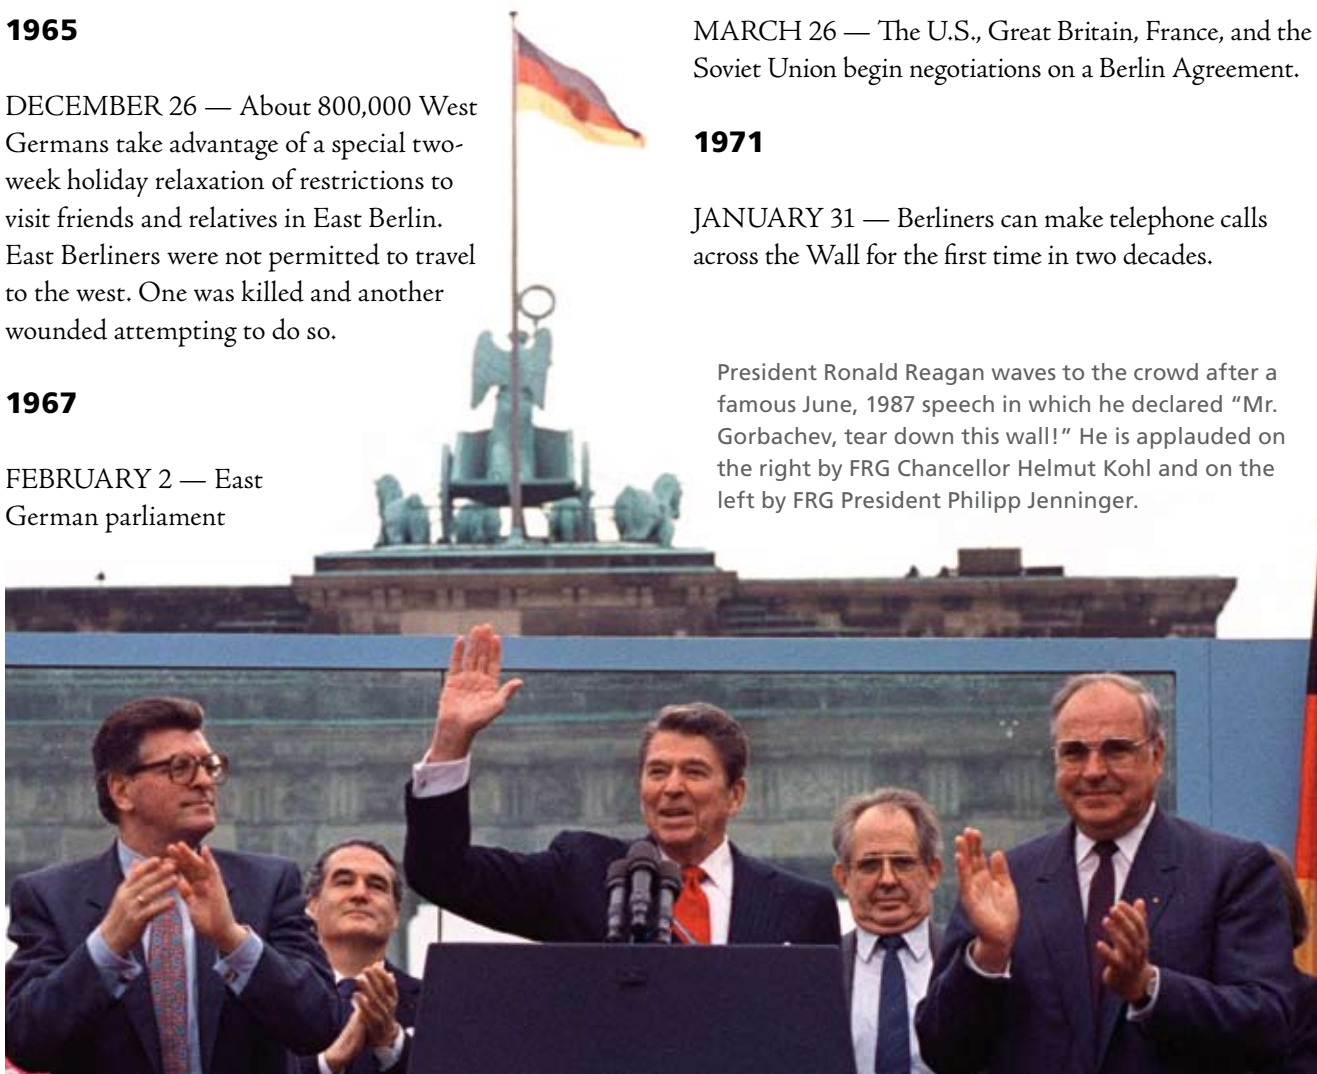 1965
DECEMBER 26 — About 800,000 West
Germans take advantage of a special two-
week holiday relaxation of restrictions to
visit friends and relatives in East Berlin.
East Berliners were not permitted to travel
to the west. One was killed and another
wounded attempting to do so.
1967
FEBRUARY 2 — East
German parliament
MARCH 26 — The U.S., Great Britain, France, and the
Soviet Union begin negotiations on a Berlin Agreement.
1971
JANUARY 31 — Berliners can make telephone calls
across the Wall for the first time in two decades.
President Ronald Reagan waves to the crowd after a
famous June, 1987 speech in which he declared “Mr.
Gorbachev, tear down this wall!” He is applauded on
the right by FRG Chancellor Helmut Kohl and on the
left by FRG President Philipp Jenninger.